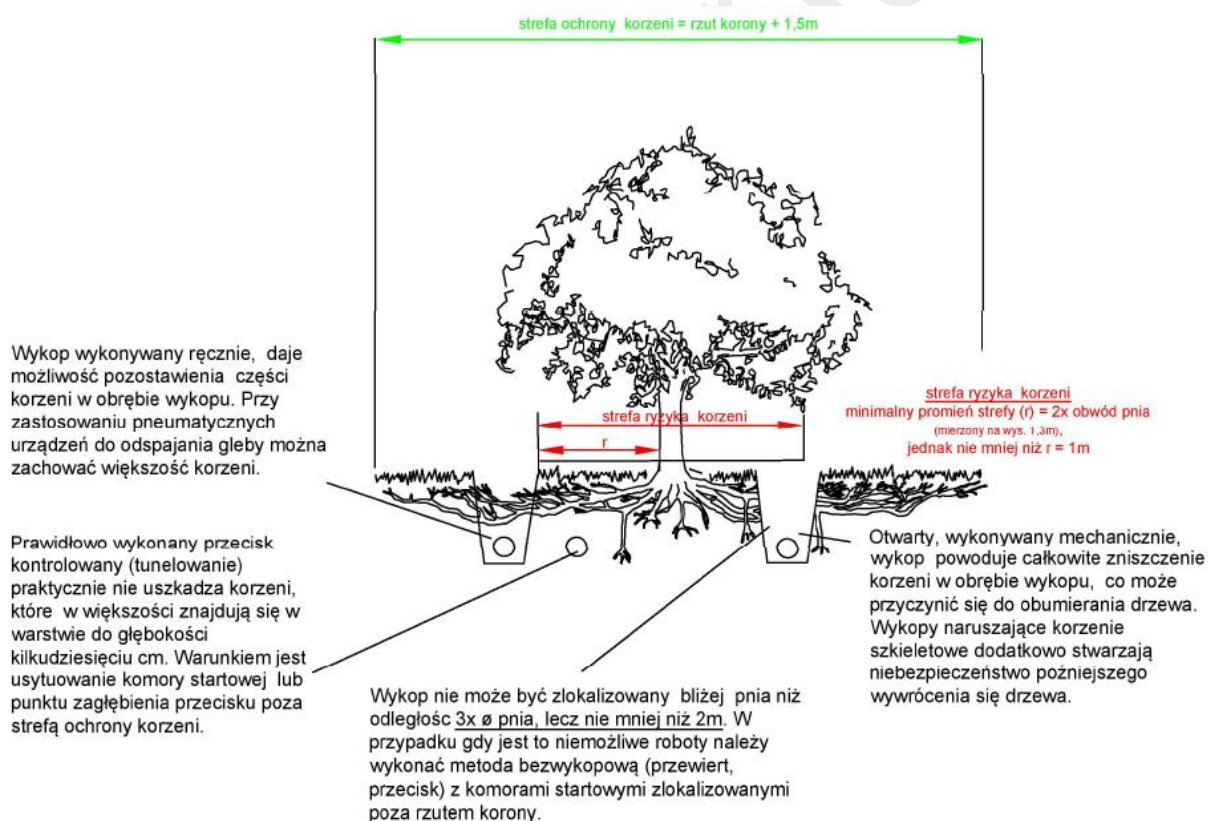 strefa ochrony korzeni = rzut korony + 1,5m
Wykop wykonywany ręcznie, daje
możliwość pozostawienia części
korzeni w obrębie wykopu. Przy
zastosowaniu pneumatycznych
urządzeń do odspajania gleby można
zachować większość korzeni.
strefa ryzyka korzeni
r
strefa ryzyka korzeni
minimalny promień strefy (r) = 2x obwód pnia
(mierzony na wys. 1,3m),
jednak nie mniej niż r = 1m
Prawidłowo wykonany przecisk
kontrolowany (tunelowanie)
praktycznie nie uszkadza korzeni,
które w większości znajdują się w
warstwie do głębokości
kilkudziesięciu cm. Warunkiem jest
usytuowanie komory startowej lub
punktu zagłębienia przecisku poza
strefą ochrony korzeni.
Wykop nie może być zlokalizowany bliżej pnia niż
odległośc 3x ø pnia, lecz nie mniej niż 2m. W
przypadku gdy jest to niemożliwe roboty należy
wykonać metoda bezwykopową (przewiert,
przecisk) z komorami startowymi zlokalizowanymi
poza rzutem korony.
Otwarty, wykonywany mechanicznie,
wykop powoduje całkowite zniszczenie
korzeni w obrębie wykopu, co może
przyczynić się do obumierania drzewa.
Wykopy naruszające korzenie
szkieletowe dodatkowo stwarzają
niebezpieczeństwo poźniejszego
wywrócenia się drzewa.